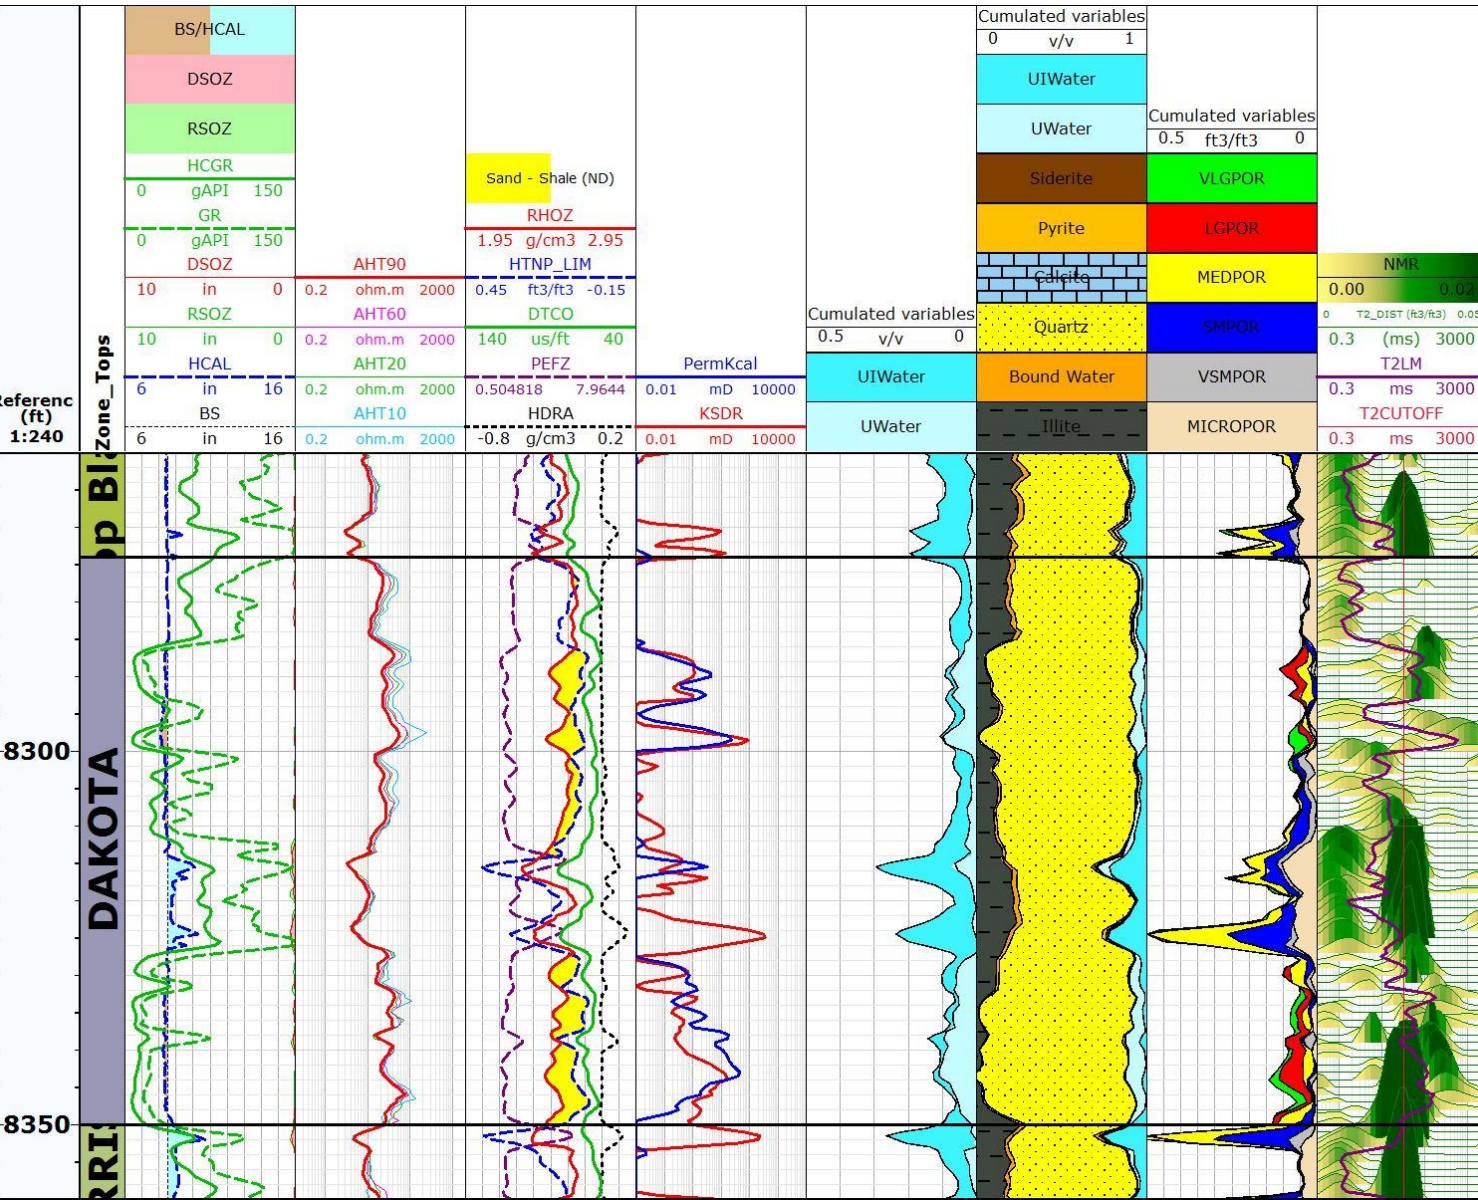 Referenc
(ft)
1:240
Zone_Tops
BS/HCAL
DSOZ
RSOZ
HCGR
0 gAPI 150
GR
0 gAPI 150
DSOZ
10 in 0
RSOZ
10 in 0
HCAL
6 in 16
BS
6 in 16
AHT90
0.2 ohm.m 2000
AHT60
0.2 ohm.m 2000
AHT20
0.2 ohm.m 2000
AHT10
0.2 ohm.m 2000
Sand - Shale (ND)
RHOZ
1.95 g/cm3 2.95
HTNP_LIM
0.45 ft3/ft3 -0.15
DTCO
140 us/ft 40
PEFZ
0.504818 7.9644
HDRA
-0.8 g/cm3 0.2
PermKcal
0.01 mD 10000
KSDR
0.01 mD 10000
Cumulated variables
0.5 v/v 0
UIWater
UWater
Cumulated variables
0 v/v 1
UIWater
UWater
Siderite
Pyrite
Calcite
Quartz
Bound Water
Illite
Cumulated variables
0.5 ft3/ft3 0
VLGPOR
LGPOR
MEDPOR
SMPOR
VSMPOR
MICROPOR
NMR
0.00 0.02
0 T2_DIST (ft3/ft3) 0.05
0.3 (ms) 3000
T2LM
0.3 ms 3000
T2CUTOFF
0.3 ms 3000
op Bla
DAKOTA
RRIS
8300
8350